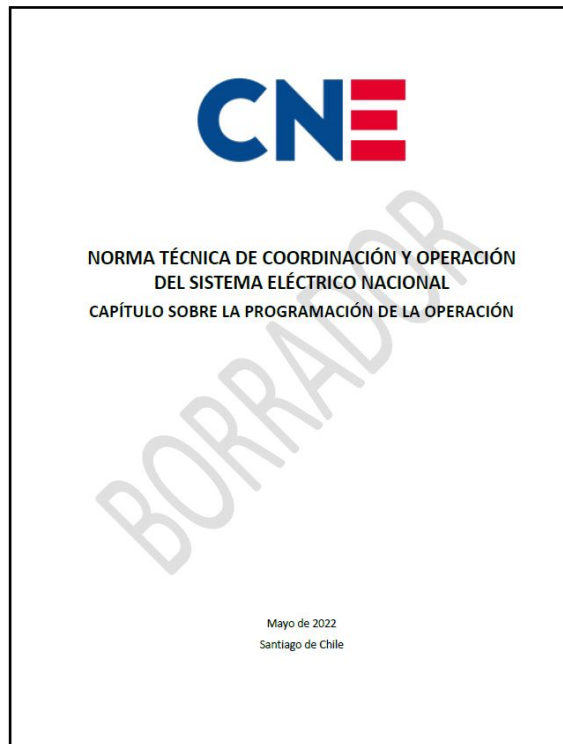 CNE
NORMA TÉCNICA DE COORDINACIÓN Y OPERACIÓN
DEL SISTEMA ELÉCTRICO NACIONAL
CAPÍTULO SOBRE LA PROGRAMACIÓN DE LA OPERACIÓN
BORRADOR
Mayo de 2022
Santiago de Chile